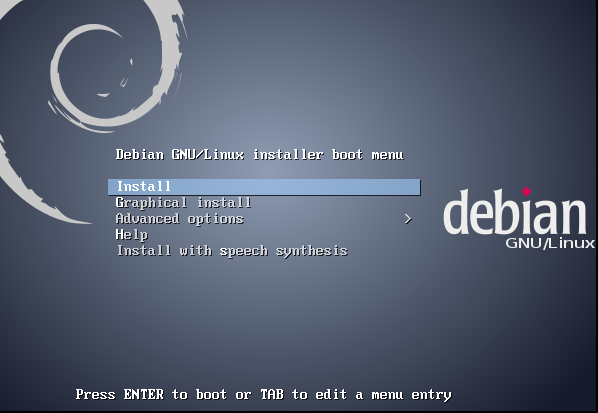 Debian GNU/Linux installer boot menu
Install
Graphical install
Advanced options >
Help
Install with speech synthesis
debian
GNU/Linux
Press ENTER to boot or TAB to edit a menu entry